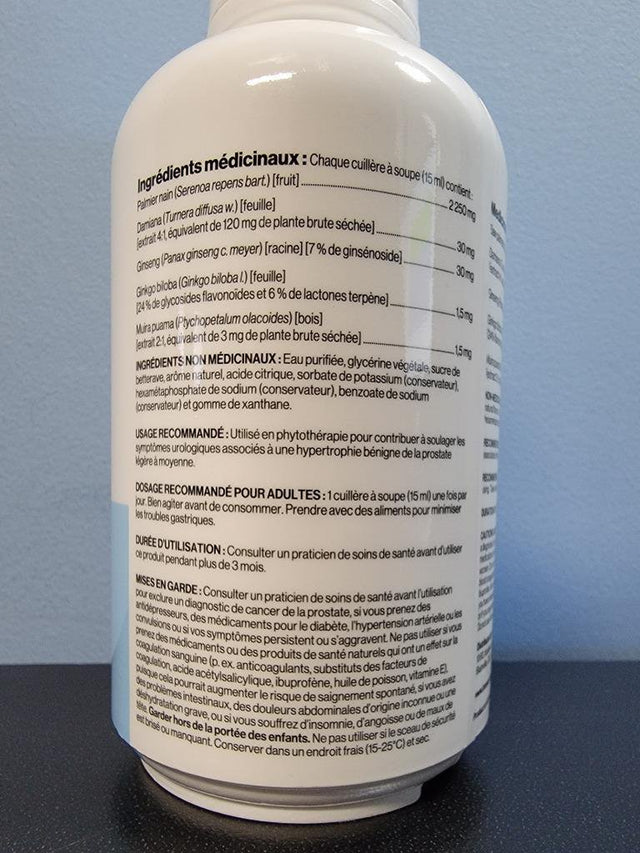 Ingrédients médicinaux : Chaque cuillère à soupe (15 ml) contient :
Palmier nain (Serenoa repens bart.) [fruit] 2 250 mg
Damiana (Turnera diffusa w.) [feuille]
[extrait 4:1, équivalent de 120 mg de plante brute séchée] 30 mg
Ginseng (Panax ginseng c. meyer) [racine] [7 % de ginsénoside] 30 mg
Ginkgo biloba (Ginkgo biloba l.) [feuille]
[24 % de glycosides flavonoïdes et 6 % de lactones terpène] 1,5 mg
Muira puama (Ptychopetalum olacoides) [bois]
[extrait 2:1, équivalent de 3 mg de plante brute séchée] 1,5 mg
INGRÉDIENTS NON MÉDICINAUX : Eau purifiée, glycérine végétale, sucre de
betterave, arôme naturel, acide citrique, sorbate de potassium (conservateur),
hexamétaphosphate de sodium (conservateur), benzoate de sodium
(conservateur) et gomme de xanthane.
USAGE RECOMMANDÉ : Utilisé en phytothérapie pour contribuer à soulager les
symptômes urologiques associés à une hypertrophie bénigne de la prostate
légère à moyenne.
DOSAGE RECOMMANDÉ POUR ADULTES : 1 cuillère à soupe (15 ml) une fois par
jour. Bien agiter avant de consommer. Prendre avec des aliments pour minimiser
les troubles gastriques.
DURÉE D'UTILISATION : Consulter un praticien de soins de santé avant d'utiliser
ce produit pendant plus de 3 mois.
MISES EN GARDE : Consulter un praticien de soins de santé avant l'utilisation
pour exclure un diagnostic de cancer de la prostate, si vous prenez des
antidépresseurs, des médicaments pour le diabète, l'hypertension artérielle ou les
convulsions ou si vos symptômes persistent ou s'aggravent. Ne pas utiliser si vous
prenez des médicaments ou des produits de santé naturels qui ont un effet sur la
coagulation sanguine (p. ex. anticoagulants, substituts des facteurs de
coagulation, acide acétylsalicylique, ibuprofène, huile de poisson, vitamine E),
puisque cela pourrait augmenter le risque de saignement spontané, si vous avez
des problèmes intestinaux, des douleurs abdominales d'origine inconnue ou une
déshydratation grave, ou si vous souffrez d'insomnie, d'angoisse ou de maux de
tête. Garder hors de la portée des enfants. Ne pas utiliser si le sceau de sécurité
est brisé ou manquant. Conserver dans un endroit frais (15-25°C) et sec.